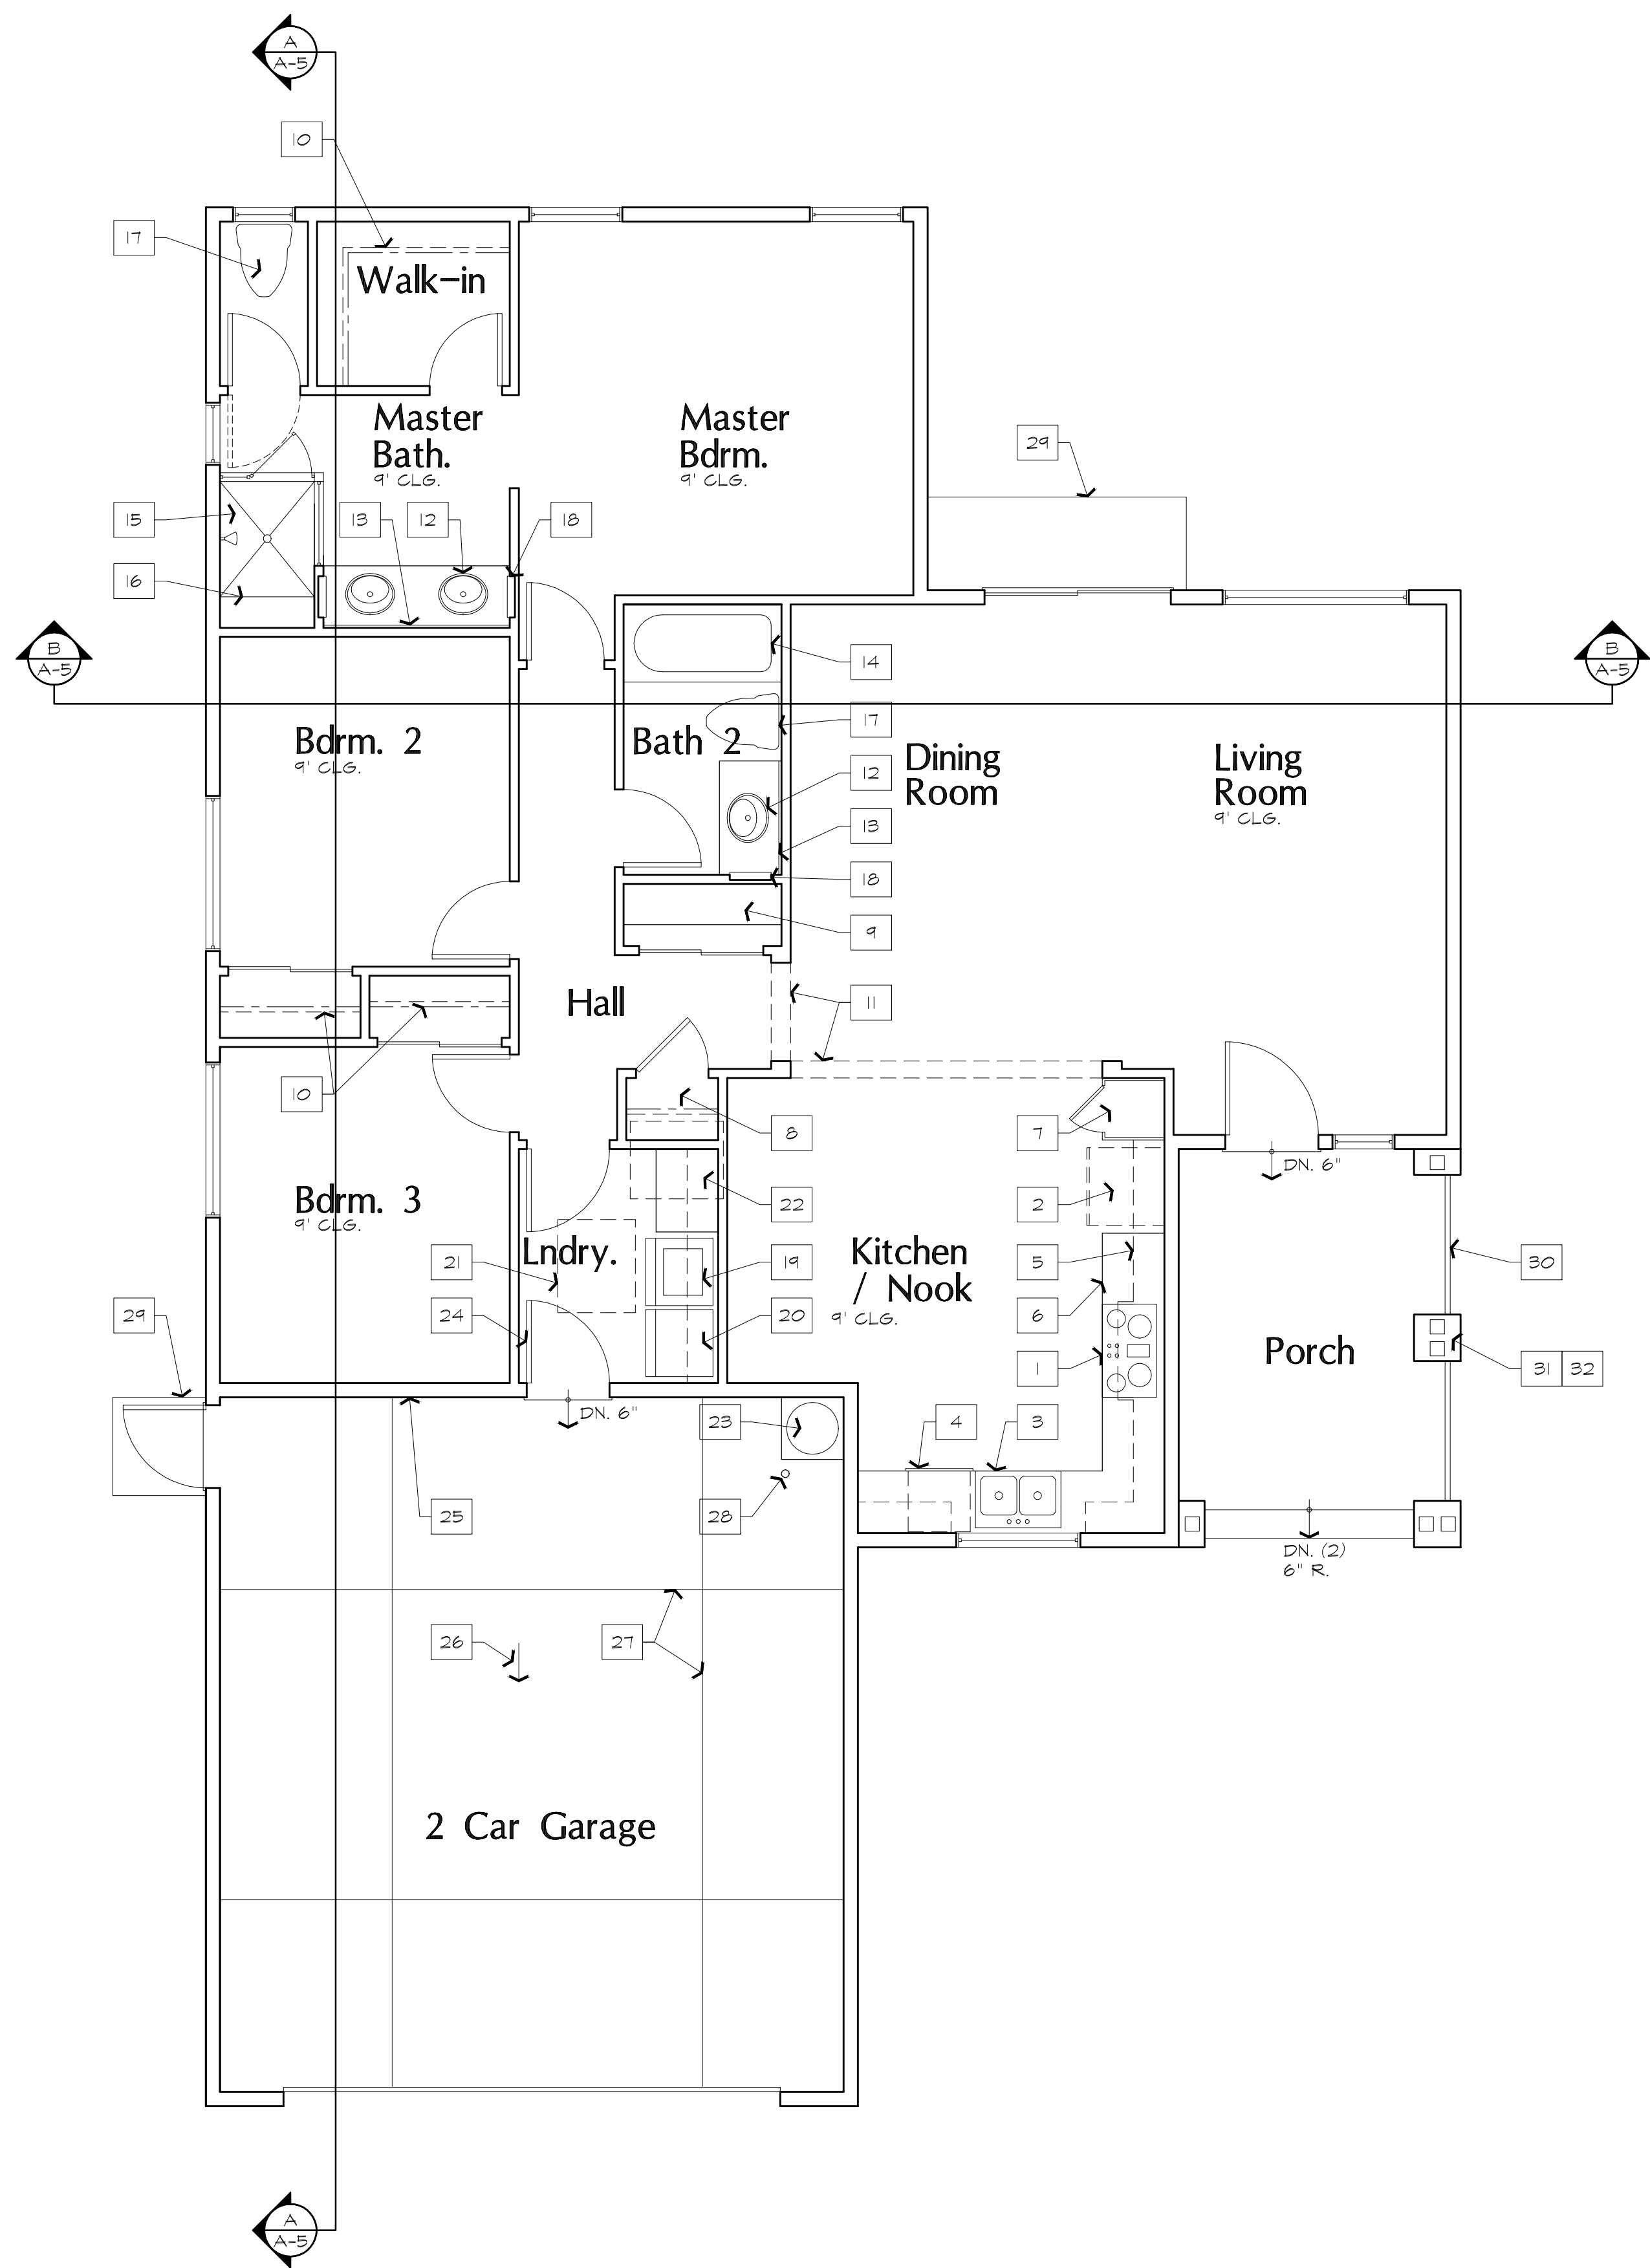 A
A-5
10
17
Walk-in
Master
Bath.
9' CLG.
Master
Bdrm.
9' CLG.
29
15
13
12
18
16
B
A-5
B
A-5
14
17
Bdrm. 2
9' CLG.
Bath 2
12
Dining
Room
Living
Room
9' CLG.
13
18
9
Hall
11
10
8
7
Bdrm. 3
9' CLG.
22
2
DN. 6"
21
Lndry.
19
Kitchen
/ Nook
9' CLG.
5
30
29
24
20
6
Porch
1
31
32
DN. 6"
23
4
3
25
28
DN. (2)
6" R.
26
27
2 Car Garage
A
A-5